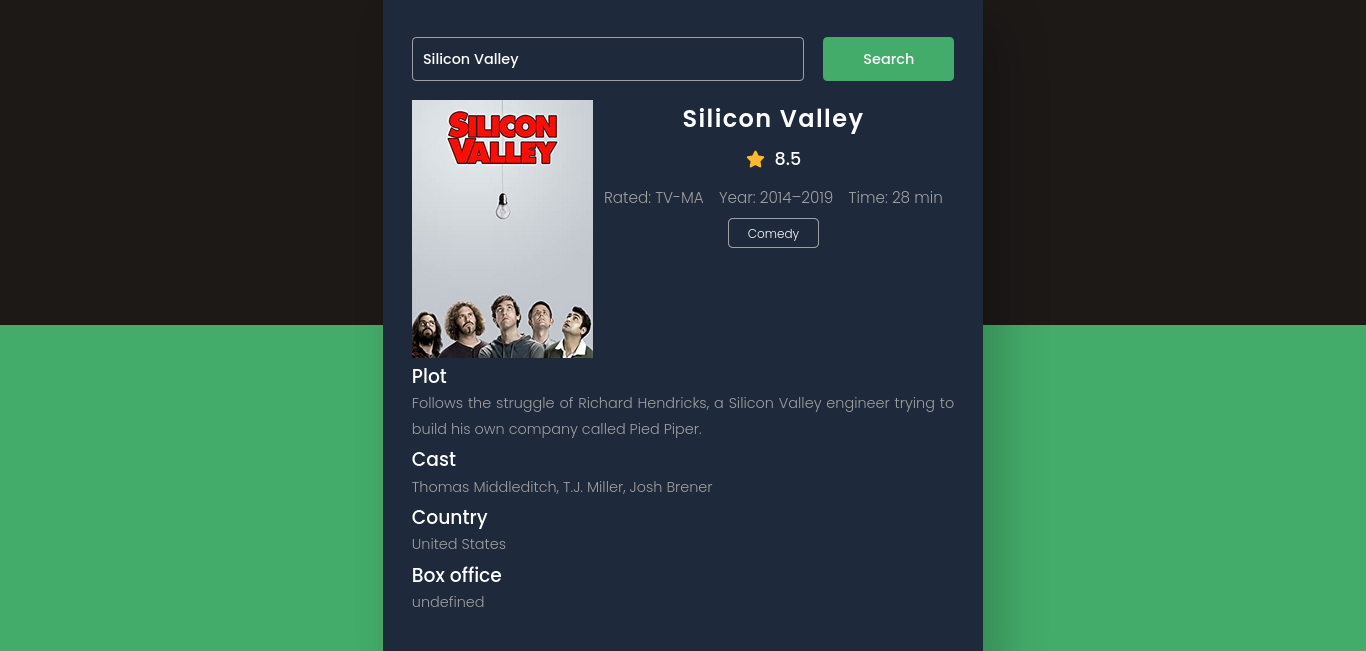 Silicon Valley
Search
SILICON
VALLEY
Silicon Valley
8.5
Rated: TV-MA Year: 2014–2019 Time: 28 min
Comedy
Plot
Follows the struggle of Richard Hendricks, a Silicon Valley engineer trying to
build his own company called Pied Piper.
Cast
Thomas Middleditch, T.J. Miller, Josh Brener
Country
United States
Box office
undefined